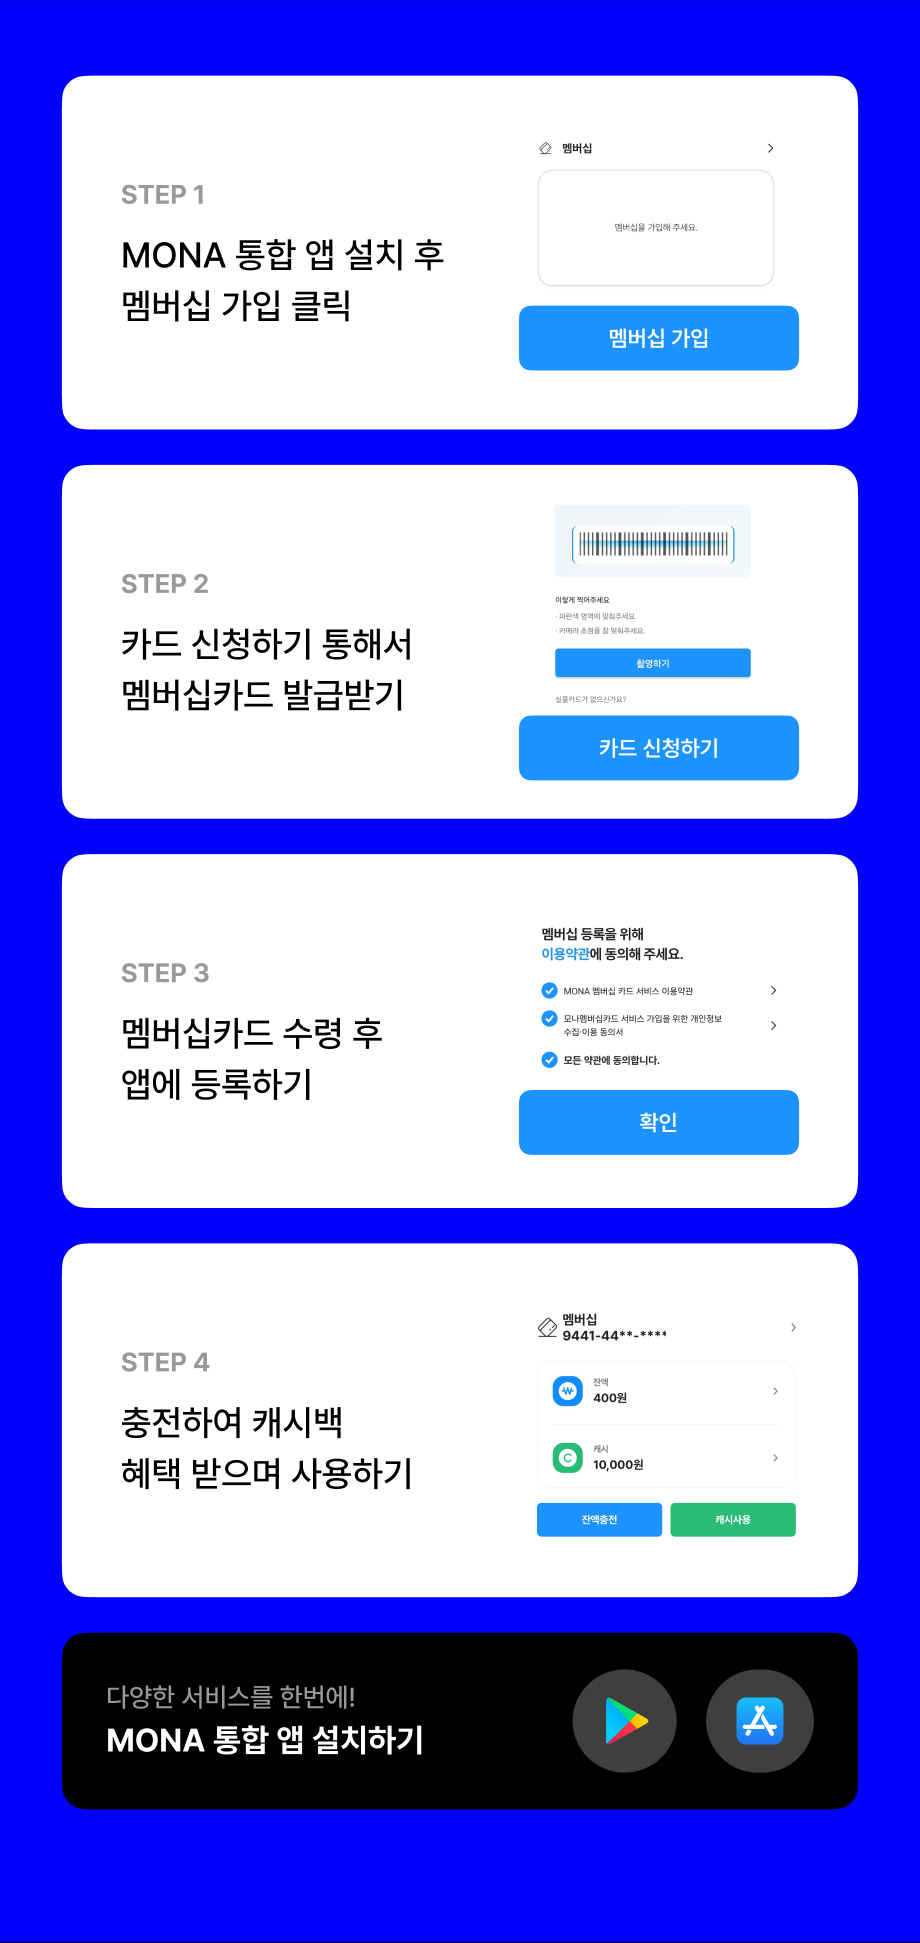 STEP 1
MONA 통합 앱 설치 후
멤버십 가입 클릭
멤버십
멤버십을 가입해 주세요.
멤버십 가입
STEP 2
카드 신청하기 통해서
멤버십카드 발급받기
이렇게 찍어주세요
· 파란색 영역에 맞춰주세요.
· 카메라 초점을 잘 맞춰주세요.
촬영하기
실물카드가 없으신가요?
카드 신청하기
STEP 3
멤버십카드 수령 후
앱에 등록하기
멤버십 등록을 위해
이용약관에 동의해 주세요.
MONA 멤버십 카드 서비스 이용약관
모나멤버십카드 서비스 가입을 위한 개인정보
수집·이용 동의서
모든 약관에 동의합니다.
확인
STEP 4
충전하여 캐시백
혜택 받으며 사용하기
멤버십
9441-44**-****
잔액
400원
캐시
10,000원
잔액충전
캐시사용
다양한 서비스를 한번에!
MONA 통합 앱 설치하기